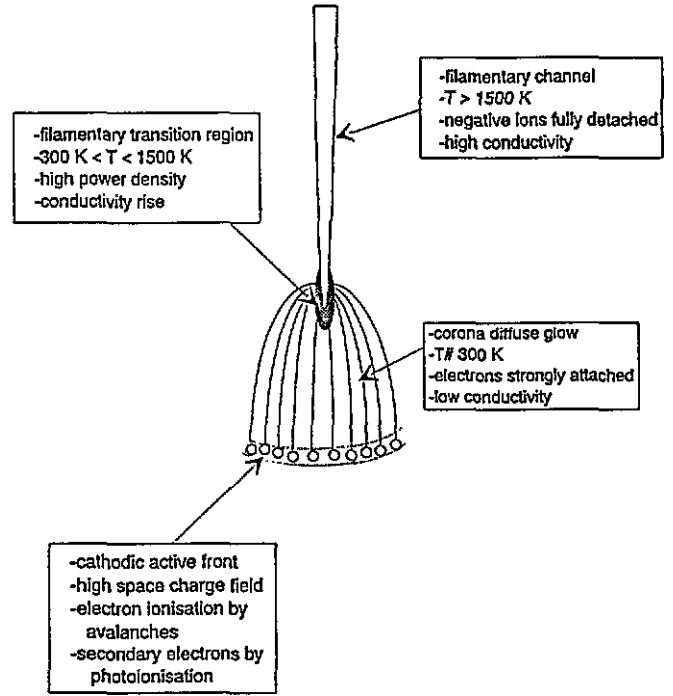 -filamentary channel
-T > 1500 K
-negative ions fully detached
-high conductivity
-filamentary transition region
-300 K < T < 1500 K
-high power density
-conductivity rise
-corona diffuse glow
-T# 300 K
-electrons strongly attached
-low conductivity
-cathodic active front
-high space charge field
-electron ionisation by
avalanches
-secondary electrons by
photoionisation